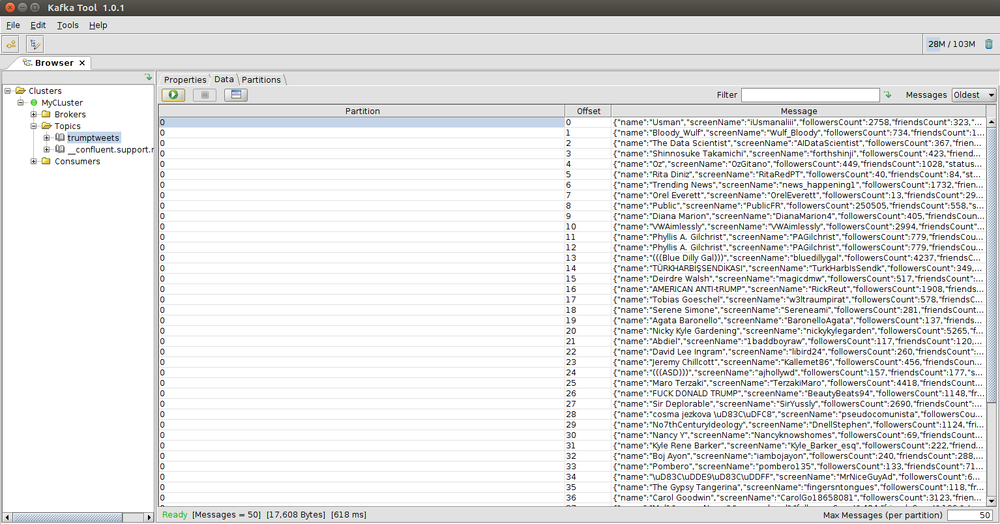 Kafka Tool 1.0.1
File Edit Tools Help
28M / 103M
Browser
Clusters
MyCLuster
Brokers
Topics
trumptweets
__confluent.support.r
Consumers
Properties Data Partitions
Filter Messages Oldest
Partition Offset Message
0 0 {"name":"Usman","screenName":"iUsmanaliii","followersCount":2758,"friendsCount":323,"...
0 1 {"name":"Bloody_Wulf","screenName":"Wulf_Bloody","followersCount":734,"friendsCount":1...
0 2 {"name":"The Data Scientist","screenName":"AIDataScientist","followersCount":367,"frien...
0 3 {"name":"Shinnosuke Takamichi","screenName":"forthshinji","followersCount":423,"friend...
0 4 {"name":"Oz","screenName":"OzGitano","followersCount":449,"friendsCount":1028,"status...
0 5 {"name":"Rita Diniz","screenName":"RitaRedPT","followersCount":40,"friendsCount":84,"st...
0 6 {"name":"Trending News","screenName":"news_happening1","followersCount":1732,"frien...
0 7 {"name":"Orel Everett","screenName":"OrelEverett","followersCount":13,"friendsCount":29...
0 8 {"name":"Public","screenName":"PublicFR","followersCount":250505,"friendsCount":558,"s...
0 9 {"name":"Diana Marion","screenName":"DianaMarion4","followersCount":405,"friendsCoun...
0 10 {"name":"VWAimlessly","screenName":"VWAimlessly","followersCount":2994,"friendsCount"...
0 11 {"name":"Phyllis A. Gilchrist","screenName":"PAGilchrist","followersCount":779,"friendsCou...
0 12 {"name":"Phyllis A. Gilchrist","screenName":"PAGilchrist","followersCount":779,"friendsCou...
0 13 {"name":"(((Blue Dilly Gal)))","screenName":"bluedillygal","followersCount":4237,"friendsC...
0 14 {"name":"TÜRKHARBİŞSENDİKASI","screenName":"TurkHarbIsSendk","followersCount":349,...
0 15 {"name":"Deirdre Walsh","screenName":"magicdmw","followersCount":517,"friendsCount":...
0 16 {"name":"AMERICAN ANTI-tRUMP","screenName":"RickReut","followersCount":1908,"friends...
0 17 {"name":"Tobias Goeschel","screenName":"w3ltraumpirat","followersCount":578,"friendsC...
0 18 {"name":"Serene Simone","screenName":"Sereneami","followersCount":281,"friendsCount...
0 19 {"name":"Agata Baronello","screenName":"BaronelloAgata","followersCount":137,"friends...
0 20 {"name":"Nicky Kyle Gardening","screenName":"nickykylegarden","followersCount":5265,"f...
0 21 {"name":"Abdiel","screenName":"1baddboyraw","followersCount":117,"friendsCount":120,...
0 22 {"name":"David Lee Ingram","screenName":"libird24","followersCount":260,"friendsCount":...
0 23 {"name":"Jeremy Chillcott","screenName":"Kallemet86","followersCount":456,"friendsCoun...
0 24 {"name":"(((ASD)))","screenName":"ajhollywd","followersCount":157,"friendsCount":177,"s...
0 25 {"name":"Maro Terzaki","screenName":"TerzakiMaro","followersCount":4418,"friendsCount...
0 26 {"name":"FUCK DONALD TRUMP","screenName":"BeautyBeats94","followersCount":1148,"fr...
0 27 {"name":"Sir Deplorable","screenName":"SirYussly","followersCount":2690,"friendsCount":...
0 28 {"name":"cosma jezkova \uD83C\uDFC8","screenName":"pseudocomunista","followersCou...
0 29 {"name":"No7thCenturyIdeology","screenName":"DnellStephen","followersCount":1124,"fri...
0 30 {"name":"Nancy Y","screenName":"Nancyknowshomes","followersCount":69,"friendsCount...
0 31 {"name":"Kyle Rene Barker","screenName":"Kyle_Barker_esq","followersCount":222,"friend...
0 32 {"name":"Boj Ayon","screenName":"iambojayon","followersCount":240,"friendsCount":288,...
0 33 {"name":"Pombero","screenName":"pombero135","followersCount":133,"friendsCount":71...
0 34 {"name":"\uD83C\uDDE9\uD83C\uDDFF","screenName":"MrNiceGuyAd","followersCount":6...
0 35 {"name":"The Gypsy Tangerina","screenName":"fingersntongues","followersCount":118,"fr...
0 36 {"name":"Carol Goodwin","screenName":"CarolGo18658081","followersCount":3123,"frien...
Ready [Messages = 50] [17,608 Bytes] [618 ms] Max Messages (per partition) 50